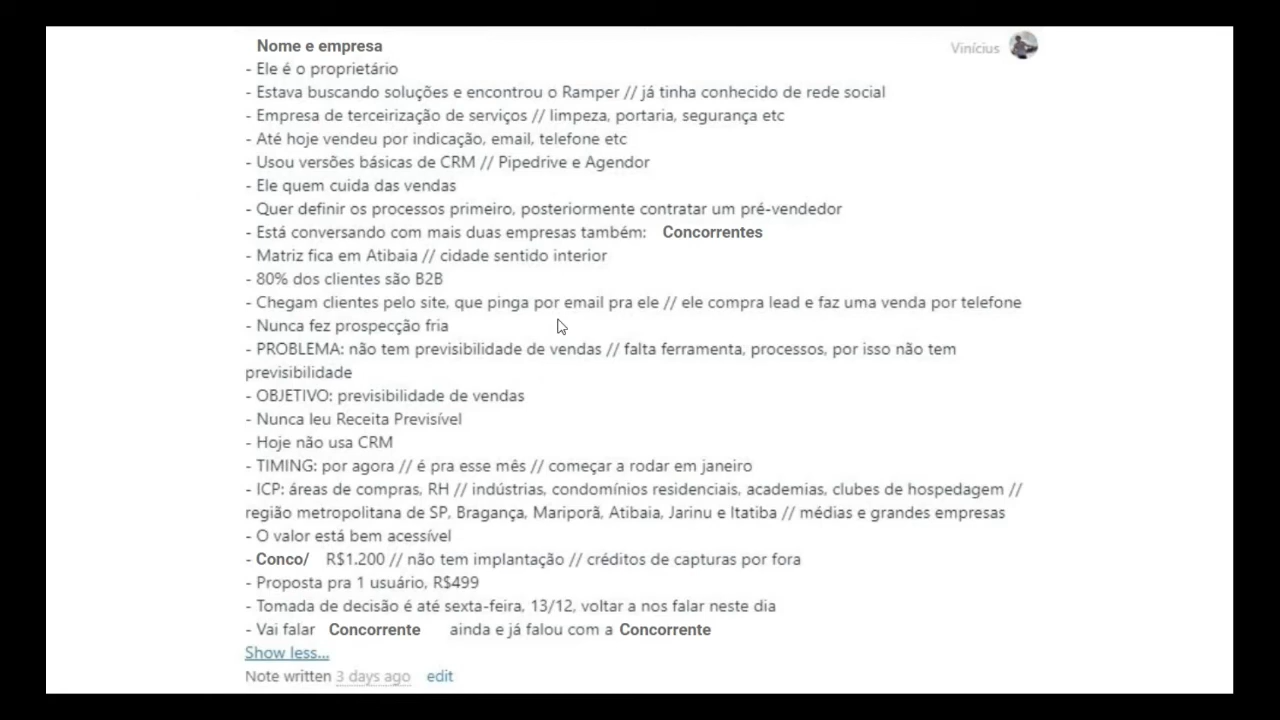 Nome e empresa
Vinícius
- Ele é o proprietário
- Estava buscando soluções e encontrou o Ramper // já tinha conhecido de rede social
- Empresa de terceirização de serviços // limpeza, portaria, segurança etc
- Até hoje vendeu por indicação, email, telefone etc
- Usou versões básicas de CRM // Pipedrive e Agendor
- Ele quem cuida das vendas
- Quer definir os processos primeiro, posteriormente contratar um pré-vendedor
- Está conversando com mais duas empresas também: Concorrentes
- Matriz fica em Atibaia // cidade sentido interior
- 80% dos clientes são B2B
- Chegam clientes pelo site, que pinga por email pra ele // ele compra lead e faz uma venda por telefone
- Nunca fez prospecção fria
- PROBLEMA: não tem previsibilidade de vendas // falta ferramenta, processos, por isso não tem
previsibilidade
- OBJETIVO: previsibilidade de vendas
- Nunca leu Receita Previsível
- Hoje não usa CRM
- TIMING: por agora // é pra esse mês // começar a rodar em janeiro
- ICP: áreas de compras, RH // indústrias, condomínios residenciais, academias, clubes de hospedagem //
região metropolitana de SP, Bragança, Mariporã, Atibaia, Jarinu e Itatiba // médias e grandes empresas
- O valor está bem acessível
- Conco/ R$1.200 // não tem implantação // créditos de capturas por fora
- Proposta pra 1 usuário, R$499
- Tomada de decisão é até sexta-feira, 13/12, voltar a nos falar neste dia
- Vai falar Concorrente ainda e já falou com a Concorrente
Show less...
Note written 3 days ago edit